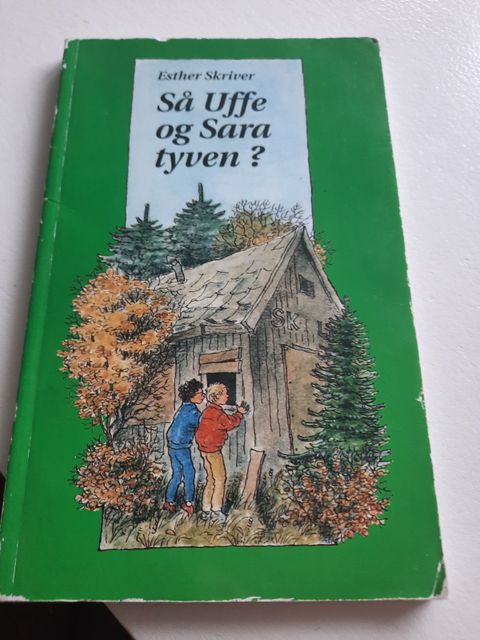 Esther Skriver
Så Uffe
og Sara
tyven ?
SK